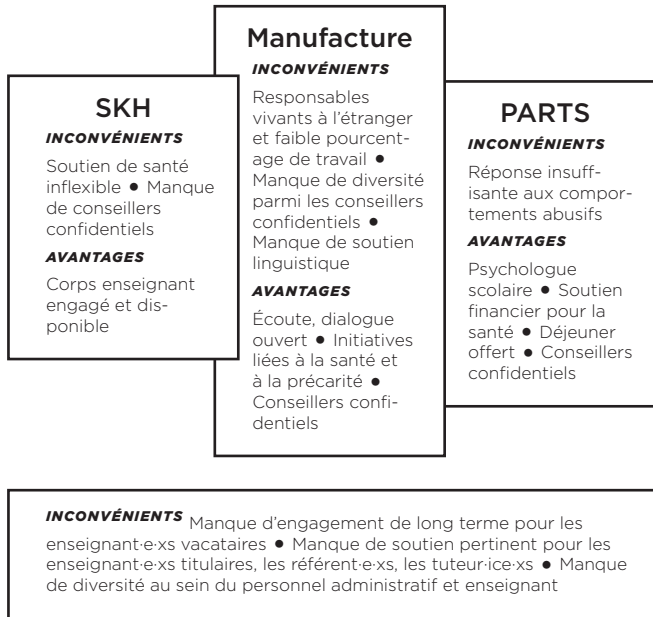 SKH
INCONVÉNIENTS
Soutien de santé
inflexible ● Manque
de conseillers
confidentiels
AVANTAGES
Corps enseignant
engagé et dis-
ponible
Manufacture
INCONVÉNIENTS
Responsables
vivants à l’étranger
et faible pourcent-
age de travail ●
Manque de diversité
parmi les conseillers
confidentiels ●
Manque de soutien
linguistique
AVANTAGES
Écoute, dialogue
ouvert ● Initiatives
liées à la santé et
à la précarité ●
Conseillers confi-
dentiels
PARTS
INCONVÉNIENTS
Réponse insuff-
isante aux compor-
tements abusifs
AVANTAGES
Psychologue
scolaire ● Soutien
financier pour la
santé ● Déjeuner
offert ● Conseillers
confidentiels
INCONVÉNIENTS Manque d’engagement de long terme pour les
enseignant·e·xs vacataires ● Manque de soutien pertinent pour les
enseignant·e·xs titulaires, les référent·e·xs, les tuteur·ice·xs ● Manque
de diversité au sein du personnel administratif et enseignant